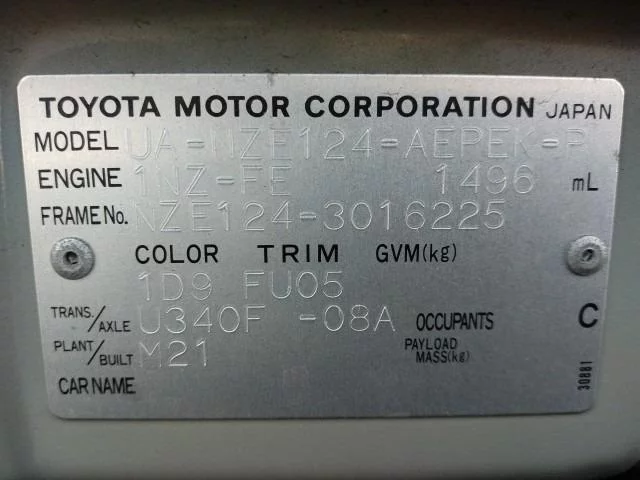 TOYOTA MOTOR CORPORATION JAPAN
MODEL UA-NZE124-AEPEK-P
ENGINE 1NZ-FE 1496 mL
FRAME No. NZE124-3016225
COLOR TRIM GVM(kg)
1D9 FU05
TRANS./AXLE U340F -08A OCCUPANTS C
PLANT/BUILT M21 PAYLOAD MASS(kg)
CAR NAME
30881